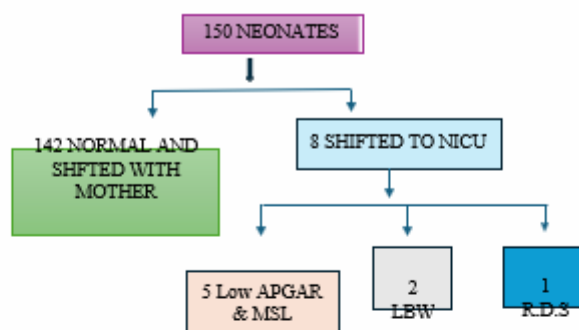 150 NEONATES
142 NORMAL AND
SHFTED WITH
MOTHER
8 SHIFTED TO NICU
5 Low APGAR
& MSL
2
LBW
1
R.D.S